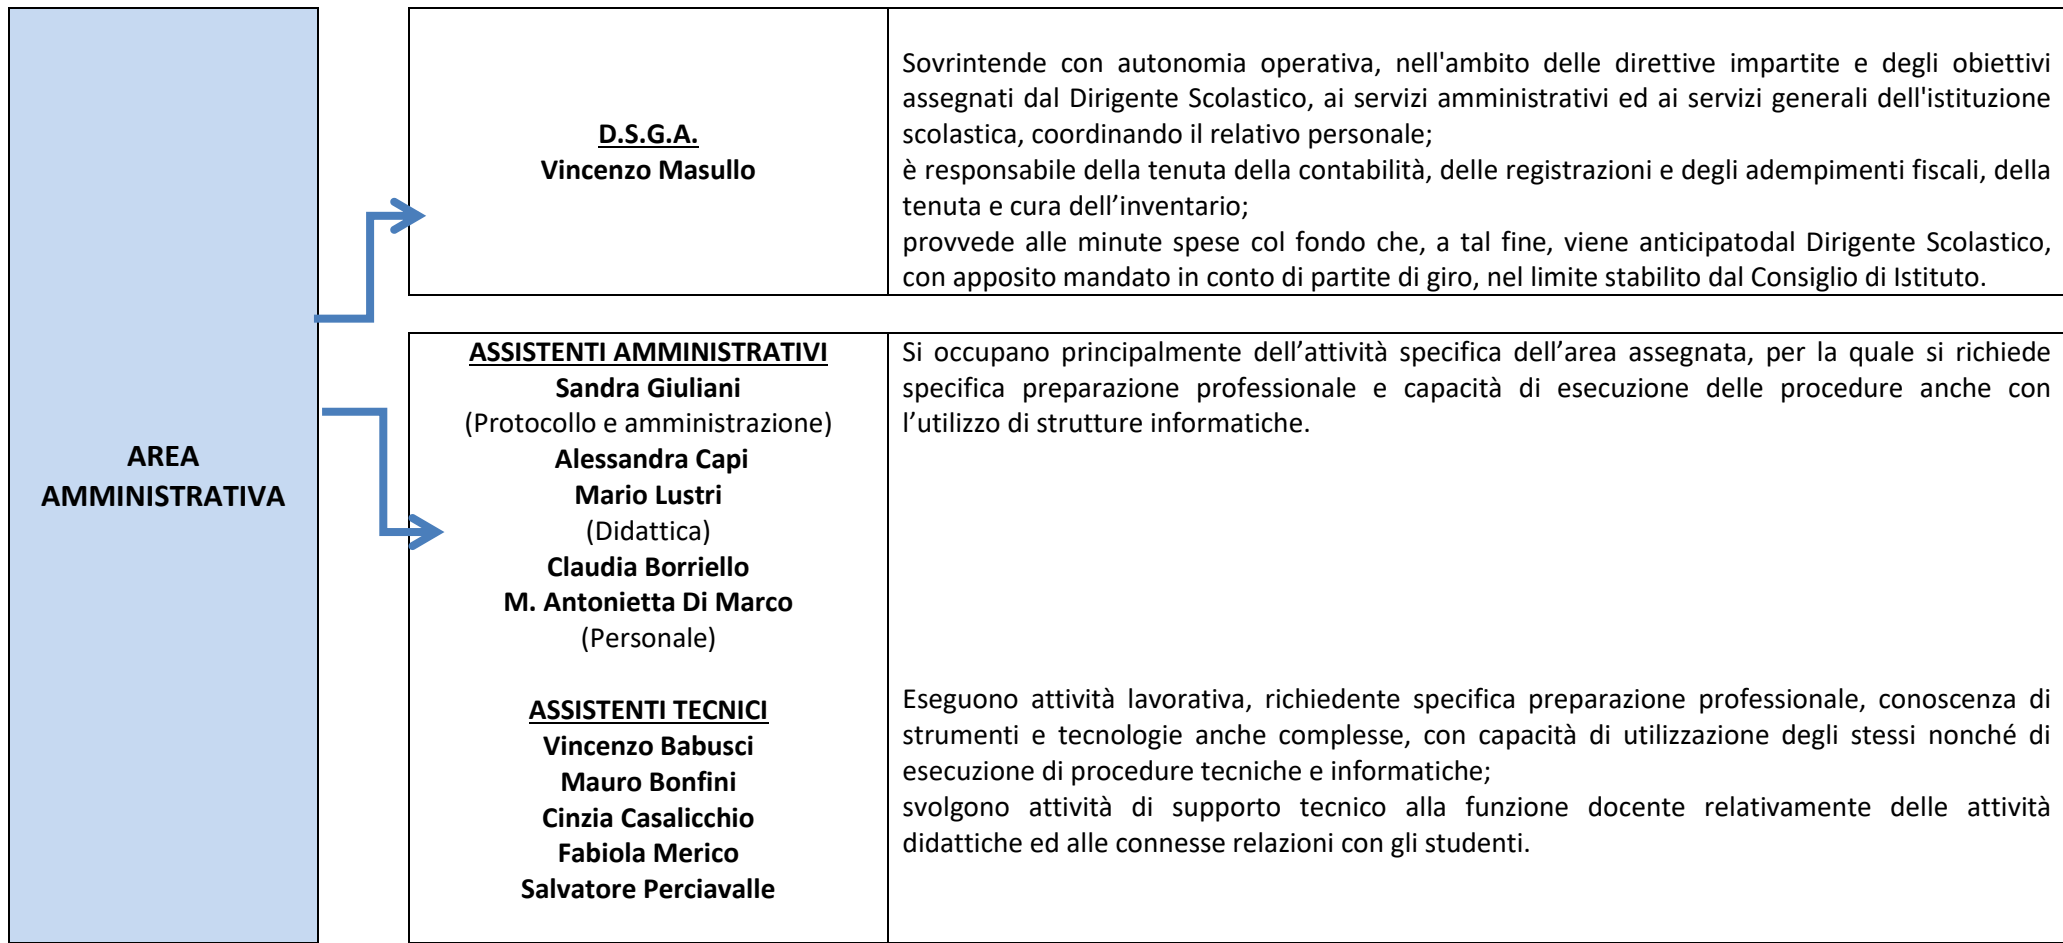 AREA
AMMINISTRATIVA
D.S.G.A.
Vincenzo Masullo
Sovrintende con autonomia operativa, nell'ambito delle direttive impartite e degli obiettivi
assegnati dal Dirigente Scolastico, ai servizi amministrativi ed ai servizi generali dell'istituzione
scolastica, coordinando il relativo personale;
è responsabile della tenuta della contabilità, delle registrazioni e degli adempimenti fiscali, della
tenuta e cura dell’inventario;
provvede alle minute spese col fondo che, a tal fine, viene anticipatodal Dirigente Scolastico,
con apposito mandato in conto di partite di giro, nel limite stabilito dal Consiglio di Istituto.
ASSISTENTI AMMINISTRATIVI
Sandra Giuliani
(Protocollo e amministrazione)
Alessandra Capi
Mario Lustri
(Didattica)
Claudia Borriello
M. Antonietta Di Marco
(Personale)
Si occupano principalmente dell’attività specifica dell’area assegnata, per la quale si richiede
specifica preparazione professionale e capacità di esecuzione delle procedure anche con
l’utilizzo di strutture informatiche.
ASSISTENTI TECNICI
Vincenzo Babusci
Mauro Bonfini
Cinzia Casalicchio
Fabiola Merico
Salvatore Perciavalle
Eseguono attività lavorativa, richiedente specifica preparazione professionale, conoscenza di
strumenti e tecnologie anche complesse, con capacità di utilizzazione degli stessi nonché di
esecuzione di procedure tecniche e informatiche;
svolgono attività di supporto tecnico alla funzione docente relativamente delle attività
didattiche ed alle connesse relazioni con gli studenti.